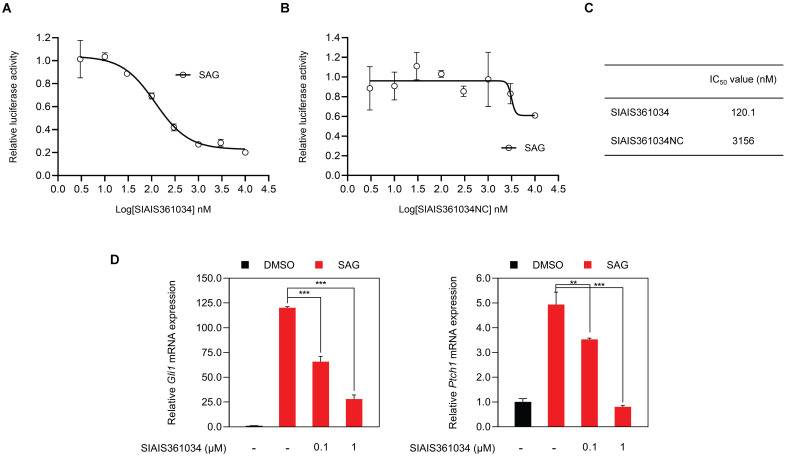 A
Relative luciferase activity
1.2
1.0
0.8
0.6
0.4
0.2
0.0
SAG
0.0 0.5 1.0 1.5 2.0 2.5 3.0 3.5 4.0 4.5
Log[SIAIS361034] nM
B
Relative luciferase activity
1.4
1.2
1.0
0.8
0.6
0.4
0.2
0.0
SAG
0.0 0.5 1.0 1.5 2.0 2.5 3.0 3.5 4.0 4.5
Log[SIAIS361034NC] nM
C
IC50 value (nM)
SIAIS361034 120.1
SIAIS361034NC 3156
D
DMSO SAG
Relative Gli1 mRNA expression
150.0
125.0
100.0
75.0
50.0
25.0
0.0
***
***
SIAIS361034 (μM) - - 0.1 1
DMSO SAG
Relative Ptch1 mRNA expression
6.0
5.0
4.0
3.0
2.0
1.0
0.0
** ***
SIAIS361034 (μM) - - 0.1 1